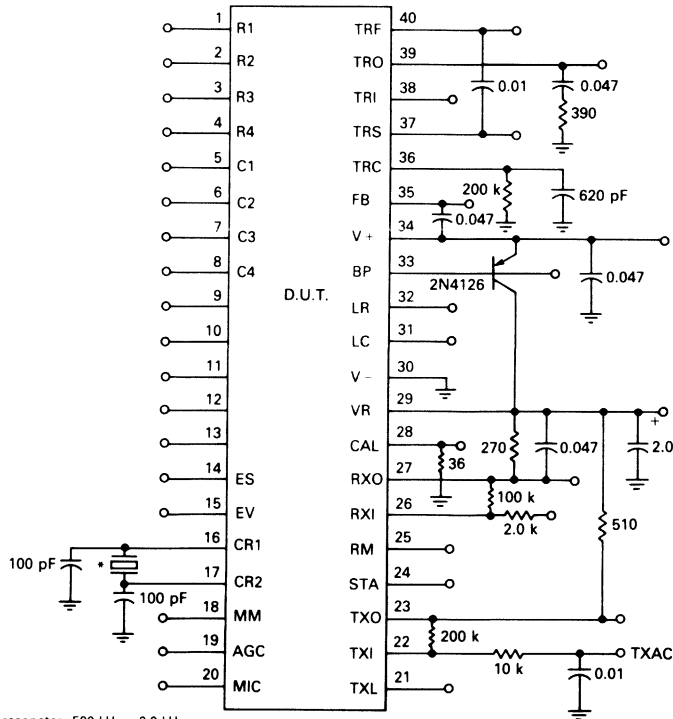 1 R1 TRF 40
2 R2 TRO 39
0.01 0.047
3 R3 TRI 38
390
4 R4 TRS 37
5 C1 TRC 36
200 k 620 pF
6 C2 FB 35
0.047
7 C3 V + 34
8 C4 BP 33
2N4126 0.047
D.U.T.
9 LR 32
10 LC 31
11 V – 30
12 VR 29
+
13 CAL 28
36 270 0.047 2.0
14 ES RXO 27
100 k
15 EV RXI 26
2.0 k 510
16 CR1 RM 25
100 pF *
17 CR2 STA 24
100 pF
18 MM TXO 23
200 k
19 AGC TXI 22
10 k TXAC
0.01
20 MIC TXL 21